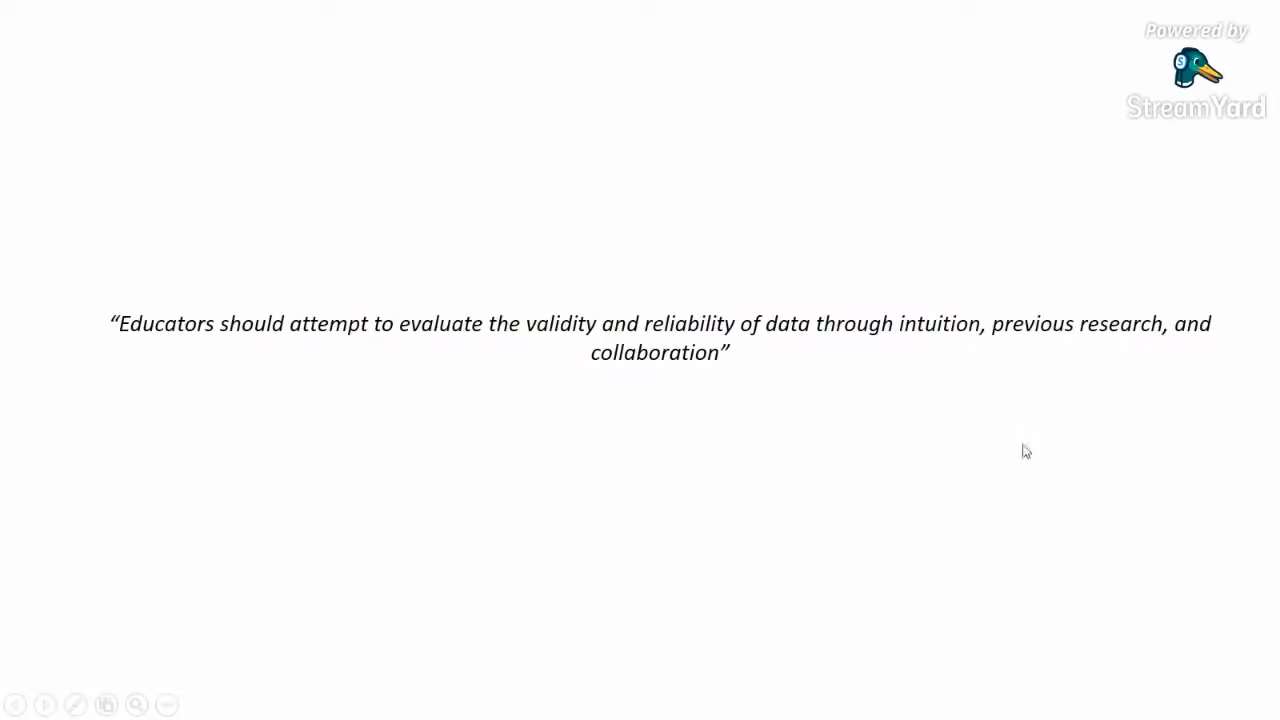 Powered by
StreamYard
“Educators should attempt to evaluate the validity and reliability of data through intuition, previous research, and
collaboration”